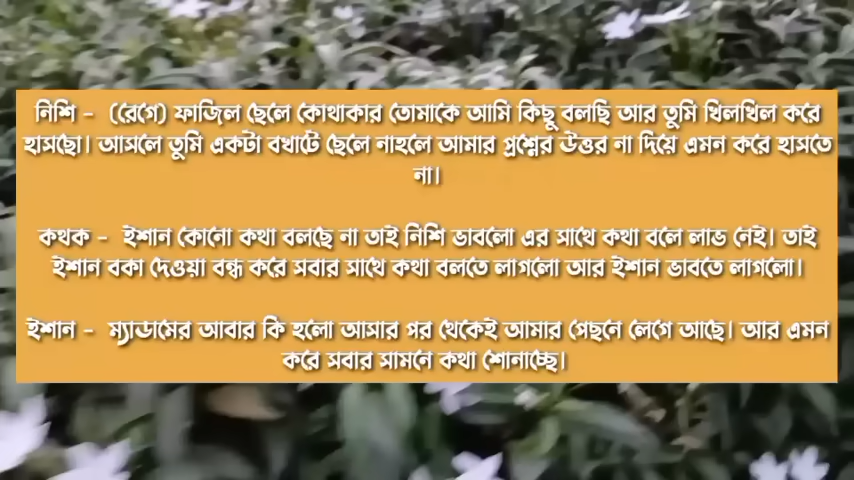 নিশি - (রেগে) ফাজিল ছেলে কোথাকার তোমাকে আমি কিছু বলছি আর তুমি খিলখিল করে
হাসছো। আসলে তুমি একটা বখাটে ছেলে নাহলে আমার প্রশ্নের উত্তর না দিয়ে এমন করে হাসতে
না।
কথক - ইশান কোনো কথা বলছে না তাই নিশি ভাবলো এর সাথে কথা বলে লাভ নেই। তাই
ইশান বকা দেওয়া বন্ধ করে সবার সাথে কথা বলতে লাগলো আর ইশান ভাবতে লাগলো।
ইশান - ম্যাডামের আবার কি হলো আসার পর থেকেই আমার পেছনে লেগে আছে। আর এমন
করে সবার সামনে কথা শোনাচ্ছে।